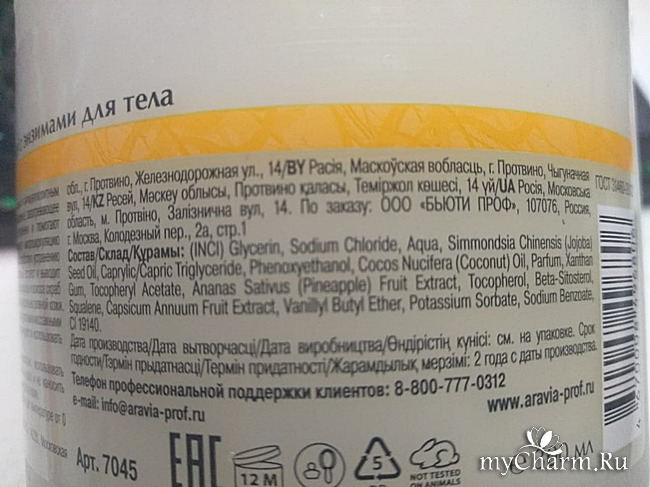 энзимами для тела
обл., г. Протвино, Железнодорожная ул., 14/BY Расія, Маскоўская вобласць, г. Протвино, Чыгуначная
вул, 14/KZ Ресей, Мәскеу облысы, Протвино қаласы, Теміржол көшесі, 14 үй/UA Росія, Московська
область, м. Протвіно, Залізнична вул, 14. По заказу: ООО «БЬЮТИ ПРОФ», 107076, Россия,
г. Москва, Колодезный пер., 2а, стр.1
Состав/Склад/Құрамы: (INCI) Glycerin, Sodium Chloride, Aqua, Simmondsia Chinensis (Jojoba)
Seed Oil, Caprylic/Capric Triglyceride, Phenoxyethanol, Cocos Nucifera (Coconut) Oil, Parfum, Xanthan
Gum, Tocopheryl Acetate, Ananas Sativus (Pineapple) Fruit Extract, Tocopherol, Beta-Sitosterol,
Squalene, Capsicum Annuum Fruit Extract, Vanillyl Butyl Ether, Potassium Sorbate, Sodium Benzoate,
CI 19140.
Дата производства/Дата вытворчасці/Дата виробництва/Өндірістің күнісі: см. на упаковке. Срок
годности/Тэрмін прыдатнасці/Термін придатності/Жарамдылық мерзімі: 2 года с даты производства.
Телефон профессиональной поддержки клиентов: 8-800-777-0312
e-mail: info@aravia-prof.ru
www.aravia-prof.ru
Арт. 7045
EAC
12 M
5
PP
NOT TESTED
ON ANIMALS
мл
ГОСТ
myCharm.Ru